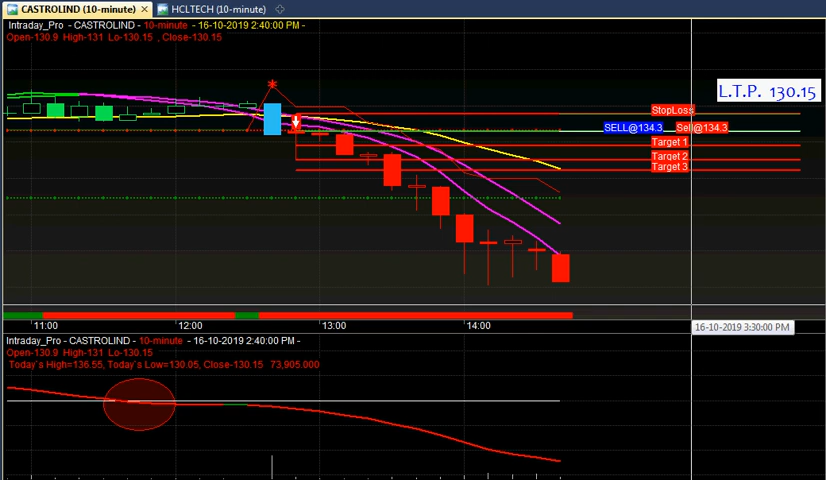 CASTROLIND (10-minute) HCLTECH (10-minute)
Intraday_Pro - CASTROLIND - 10-minute - 16-10-2019 2:40:00 PM -
Open-130.9 High-131 Lo-130.15 , Close-130.15
L.T.P. 130.15
StopLoss
SELL@134.3 Sell@134.3
Target 1
Target 2
Target 3
11:00 12:00 13:00 14:00
16-10-2019 3:30:00 PM
Intraday_Pro - CASTROLIND - 10-minute - 16-10-2019 2:40:00 PM -
Open-130.9 High-131 Lo-130.15
Today`s High=136.55, Today`s Low=130.05, Close-130.15 73,905.000